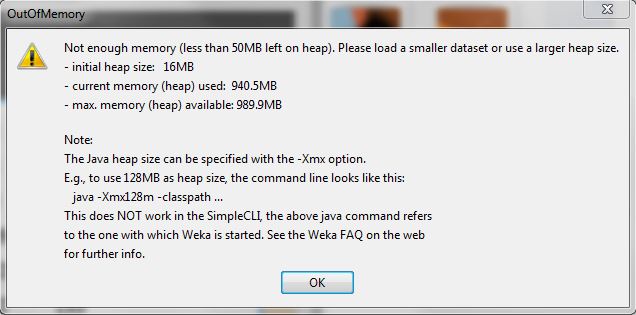 OutOfMemory
Not enough memory (less than 50MB left on heap). Please load a smaller dataset or use a larger heap size.
- initial heap size: 16MB
- current memory (heap) used: 940.5MB
- max. memory (heap) available: 989.9MB
Note:
The Java heap size can be specified with the -Xmx option.
E.g., to use 128MB as heap size, the command line looks like this:
java -Xmx128m -classpath ...
This does NOT work in the SimpleCLI, the above java command refers
to the one with which Weka is started. See the Weka FAQ on the web
for further info.
OK